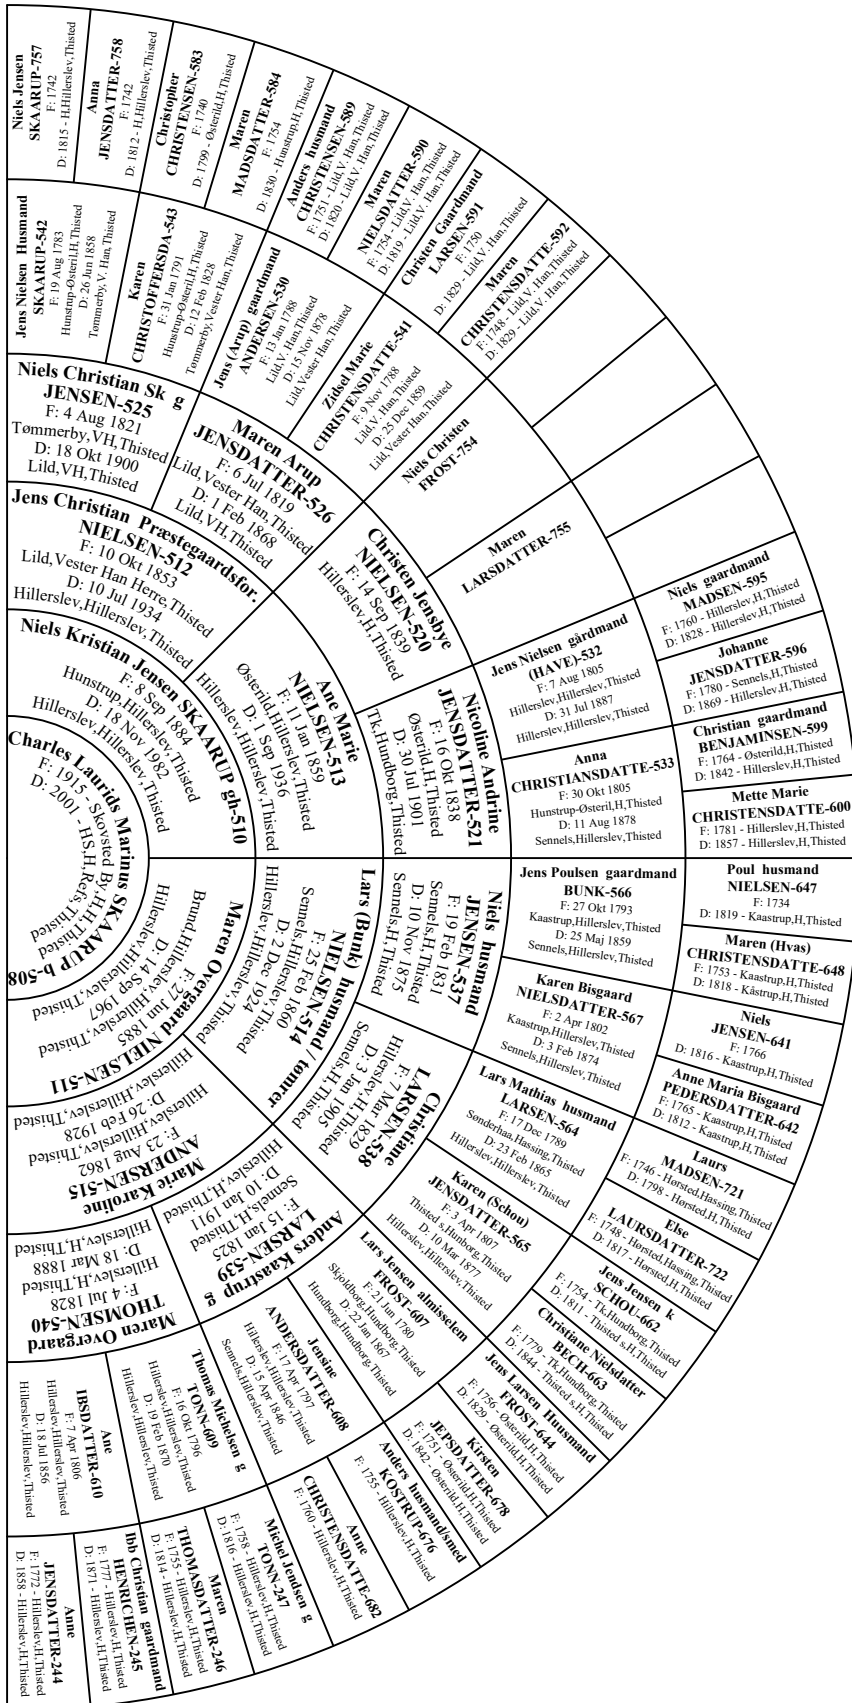 Niels Jensen
SKAARUP-757
F: 1742
D: 1815 - H,Hillerslev,Thisted
Anna
JENSDATTER-758
F: 1742
D: 1812 - H,Hillerslev,Thisted
Christopher
CHRISTENSEN-583
F: 1740
D: 1799 - Østerild,H,Thisted
Maren
MADSDATTER-584
F: 1754
D: 1830 - Hunstrup,H,Thisted
Anders husmand
CHRISTENSEN-589
F: 1751 - Lild,V. Han,Thisted
D: 1820 - Lild,V. Han,Thisted
Maren
NIELSDATTER-590
F: 1754 - Lild,V. Han,Thisted
D: 1819 - Lild,V. Han,Thisted
Christen Gaardmand
LARSEN-591
F: 1750
D: 1829 - Lild,V. Han,Thisted
Maren
CHRISTENSDATTE-592
F: 1748 - Lild,V. Han,Thisted
D: 1829 - Lild,V. Han,Thisted
Jens Nielsen Husmand
SKAARUP-542
F: 19 Aug 1783
Hunstrup-Østeril,H,Thisted
D: 26 Jun 1858
Tømmerby,V. Han,Thisted
Karen
CHRISTOFFERSDA-543
F: 31 Jan 1791
Hunstrup-Østeril,H,Thisted
D: 12 Feb 1828
Tømmerby,Vester Han,Thisted
Jens (Arup) gaardmand
ANDERSEN-530
F: 13 Jan 1788
Lild,V. Han,Thisted
D: 15 Nov 1878
Lild,Vester Han,Thisted
Zidsel Marie
CHRISTENSDATTE-541
F: 9 Nov 1788
Lild,V. Han,Thisted
D: 25 Dec 1859
Lild,Vester Han,Thisted
Niels Christen
FROST-754
Maren
LARSDATTER-755
Niels Christian Sk g
JENSEN-525
F: 4 Aug 1821
Tømmerby,VH,Thisted
D: 18 Okt 1900
Lild,VH,Thisted
Maren Arup
JENSDATTER-526
F: 6 Jul 1819
Lild,Vester Han,Thisted
D: 1 Feb 1868
Lild,VH,Thisted
Christen Jensbye
NIELSEN-520
F: 14 Sep 1839
Hillerslev,H,Thisted
Nicoline Andrine
JENSDATTER-521
F: 16 Okt 1838
Østerild,H,Thisted
D: 30 Jul 1901
Tk,Hundborg,Thisted
Jens Christian Præstegaardsfor.
NIELSEN-512
F: 10 Okt 1853
Lild,Vester Han Herre,Thisted
D: 10 Jul 1934
Hillerslev,Hillerslev,Thisted
Ane Marie
NIELSEN-513
F: 11 Jan 1859
Østerild,Hillerslev,Thisted
D: 1 Sep 1936
Hillerslev,Hillerslev,Thisted
Niels Kristian Jensen SKAARUP gh-510
F: 8 Sep 1884
Hunstrup,Hillerslev,Thisted
D: 18 Nov 1982
Hillerslev,Hillerslev,Thisted
Charles Laurids Marinus SKAARUP b-508
F: 1915 - Skovsted By,H,H,Thisted
D: 2001 - HS,H,Refs,Thisted
Niels gaardmand
MADSEN-595
F: 1760 - Hillerslev,H,Thisted
D: 1828 - Hillerslev,H,Thisted
Johanne
JENSDATTER-596
F: 1780 - Sennels,H,Thisted
D: 1869 - Hillerslev,H,Thisted
Christian gaardmand
BENJAMINSEN-599
F: 1764 - Østerild,H,Thisted
D: 1842 - Hillerslev,H,Thisted
Mette Marie
CHRISTENSDATTE-600
F: 1781 - Hillerslev,H,Thisted
D: 1857 - Hillerslev,H,Thisted
Jens Nielsen gårdmand
(HAVE)-532
F: 7 Aug 1805
Hillerslev,Hillerslev,Thisted
D: 31 Jul 1887
Hillerslev,Hillerslev,Thisted
Anna
CHRISTIANSDATTE-533
F: 30 Okt 1805
Hunstrup-Østeril,H,Thisted
D: 11 Aug 1878
Sennels,Hillerslev,Thisted
Maren Overgaard NIELSEN-511
F: 27 Jun 1885
Brund,Hillerslev,Hillerslev,Thisted
D: 14 Sep 1967
Hillerslev,Hillerslev,Thisted
Lars (Bunk) husmand / tømrer
NIELSEN-514
F: 25 Feb 1860
Sennels,Hillerslev,Thisted
D: 2 Dec 1924
Hillerslev,Hillerslev,Thisted
Marie Karoline
ANDERSEN-515
F: 23 Aug 1862
Hillerslev,Hillerslev,Thisted
D: 26 Feb 1928
Hillerslev,Hillerslev,Thisted
Niels husmand
JENSEN-537
F: 19 Feb 1831
Sennels,H,Thisted
D: 10 Nov 1875
Sennels,H,Thisted
Christiane
LARSEN-538
F: 7 Mar 1829
Hillerslev,H,Thisted
D: 3 Jan 1905
Sennels,H,Thisted
Anders Kaastrup g
LARSEN-539
F: 15 Jan 1825
Sennels,H,Thisted
D: 10 Jan 1911
Hillerslev,H,Thisted
Maren Overgaard
THOMSEN-540
F: 4 Jul 1828
Hillerslev,H,Thisted
D: 18 Mar 1888
Hillerslev,H,Thisted
Jens Poulsen gaardmand
BUNK-566
F: 27 Okt 1793
Kaastrup,Hillerslev,Thisted
D: 25 Maj 1859
Sennels,Hillerslev,Thisted
Karen Bisgaard
NIELSDATTER-567
F: 2 Apr 1802
Kaastrup,Hillerslev,Thisted
D: 3 Feb 1874
Sennels,Hillerslev,Thisted
Lars Mathias husmand
LARSEN-564
F: 17 Dec 1789
Sønderhaa,Hassing,Thisted
D: 23 Feb 1865
Hillerslev,Hillerslev,Thisted
Karen (Schou)
JENSDATTER-565
F: 3 Apr 1807
Thisted s,Hunborg,Thisted
D: 10 Mar 1877
Hillerslev,Hillerslev,Thisted
Lars Jensen almisselem
FROST-607
F: 21 Jun 1780
Skjoldborg,Hundborg,Thisted
D: 22 Jan 1867
Hundborg,Hundborg,Thisted
Jensine
ANDERSDATTER-608
F: 17 Apr 1797
Hillerslev,Hillerslev,Thisted
D: 15 Apr 1846
Sennels,Hillerslev,Thisted
Thomas Michelsen g
TONN-609
F: 16 Okt 1796
Hillerslev,Hillerslev,Thisted
D: 19 Feb 1870
Hillerslev,Hillerslev,Thisted
Ane
IBSDATTER-610
F: 7 Apr 1806
Hillerslev,Hillerslev,Thisted
D: 18 Jul 1856
Hillerslev,Hillerslev,Thisted
Poul husmand
NIELSEN-647
F: 1734
D: 1819 - Kaastrup,H,Thisted
Maren (Hvas)
CHRISTENSDATTE-648
F: 1753 - Kaastrup,H,Thisted
D: 1818 - Kåstrup,H,Thisted
Niels
JENSEN-641
F: 1766
D: 1816 - Kaastrup,H,Thisted
Anne Maria Bisgaard
PEDERSDATTER-642
F: 1765 - Kaastrup,H,Thisted
D: 1812 - Kaastrup,H,Thisted
Laurs
MADSEN-721
F: 1746 - Hørsted,Hassing,Thisted
D: 1798 - Hørsted,H,Thisted
Else
LAURSDATTER-722
F: 1748 - Hørsted,Hassing,Thisted
D: 1817 - Hørsted,H,Thisted
Jens Jensen k
SCHOU-662
F: 1754 - Tk,Hundborg,Thisted
D: 1811 - Thisted s,H,Thisted
Christiane Nielsdatter
BECH-663
F: 1779 - Tk,Hundborg,Thisted
D: 1844 - Thisted s,H,Thisted
Jens Larsen Huusmand
FROST-644
F: 1756 - Østerild,H,Thisted
D: 1829 - Østerild,H,Thisted
Kirsten
JEPSDATTER-678
F: 1751 - Østerild,H,Thisted
D: 1842 - Østerild,H,Thisted
Anders husmand/smed
KOSTRUP-676
F: 1755 - Hillerslev,H,Thisted
Anne
CHRISTENSDATTE-682
F: 1760 - Hillerslev,H,Thisted
Michel Jendsen g
TONN-247
F: 1758 - Hillerslev,H,Thisted
D: 1816 - Hillerslev,H,Thisted
Maren
THOMASDATTER-246
F: 1755 - Hillerslev,H,Thisted
D: 1814 - Hillerslev,H,Thisted
Ibb Christian gaardmand
HENRICHEN-245
F: 1777 - Hillerslev,H,Thisted
D: 1871 - Hillerslev,H,Thisted
Anne
JENSDATTER-244
F: 1772 - Hillerslev,H,Thisted
D: 1858 - Hillerslev,H,Thisted